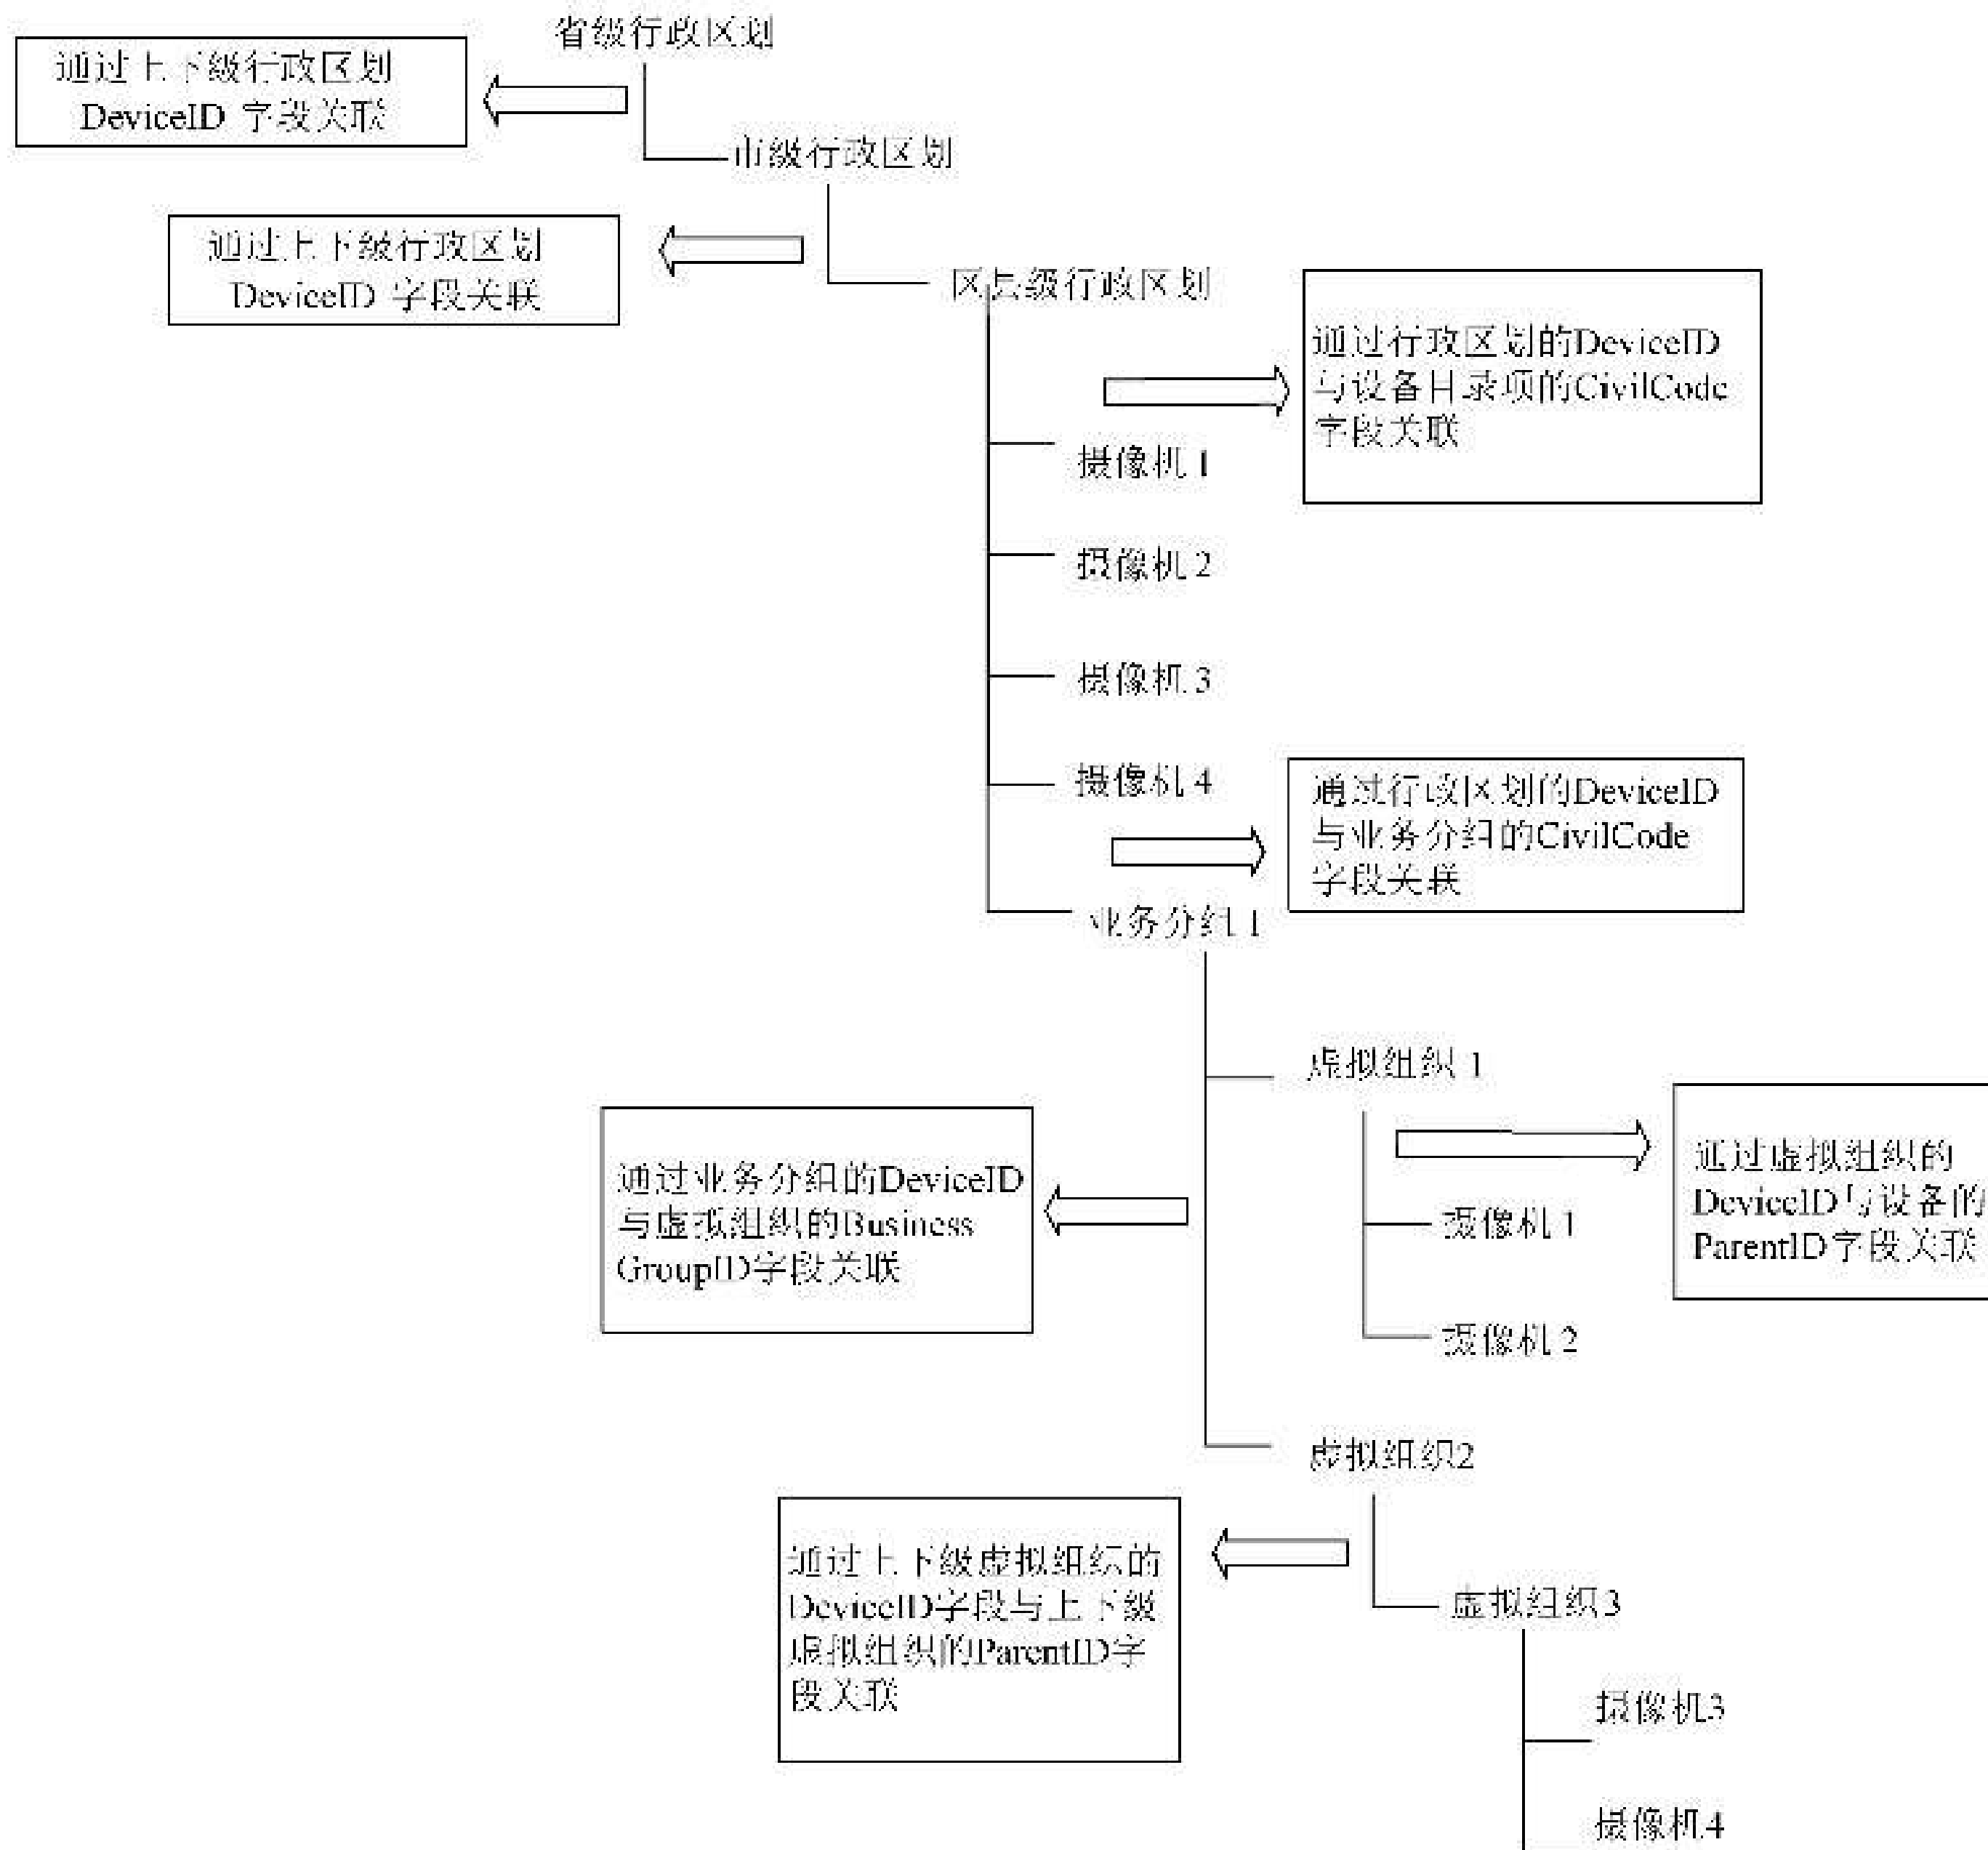 省级行政区划
通过上下级行政区划
DeviceID 字段关联
市级行政区划
通过上下级行政区划
DeviceID 字段关联
区县级行政区划
通过行政区划的DeviceID
与设备目录项的CivilCode
字段关联
摄像机 1
摄像机 2
摄像机 3
摄像机 4
通过行政区划的DeviceID
与业务分组的CivilCode
字段关联
业务分组 1
虚拟组织 1
通过业务分组的DeviceID
与虚拟组织的Business
GroupID字段关联
通过虚拟组织的
DeviceID与设备的
ParentID字段关联
摄像机 1
摄像机 2
虚拟组织2
通过上下级虚拟组织的
DeviceID字段与上下级
虚拟组织的ParentID字
段关联
虚拟组织3
摄像机3
摄像机4